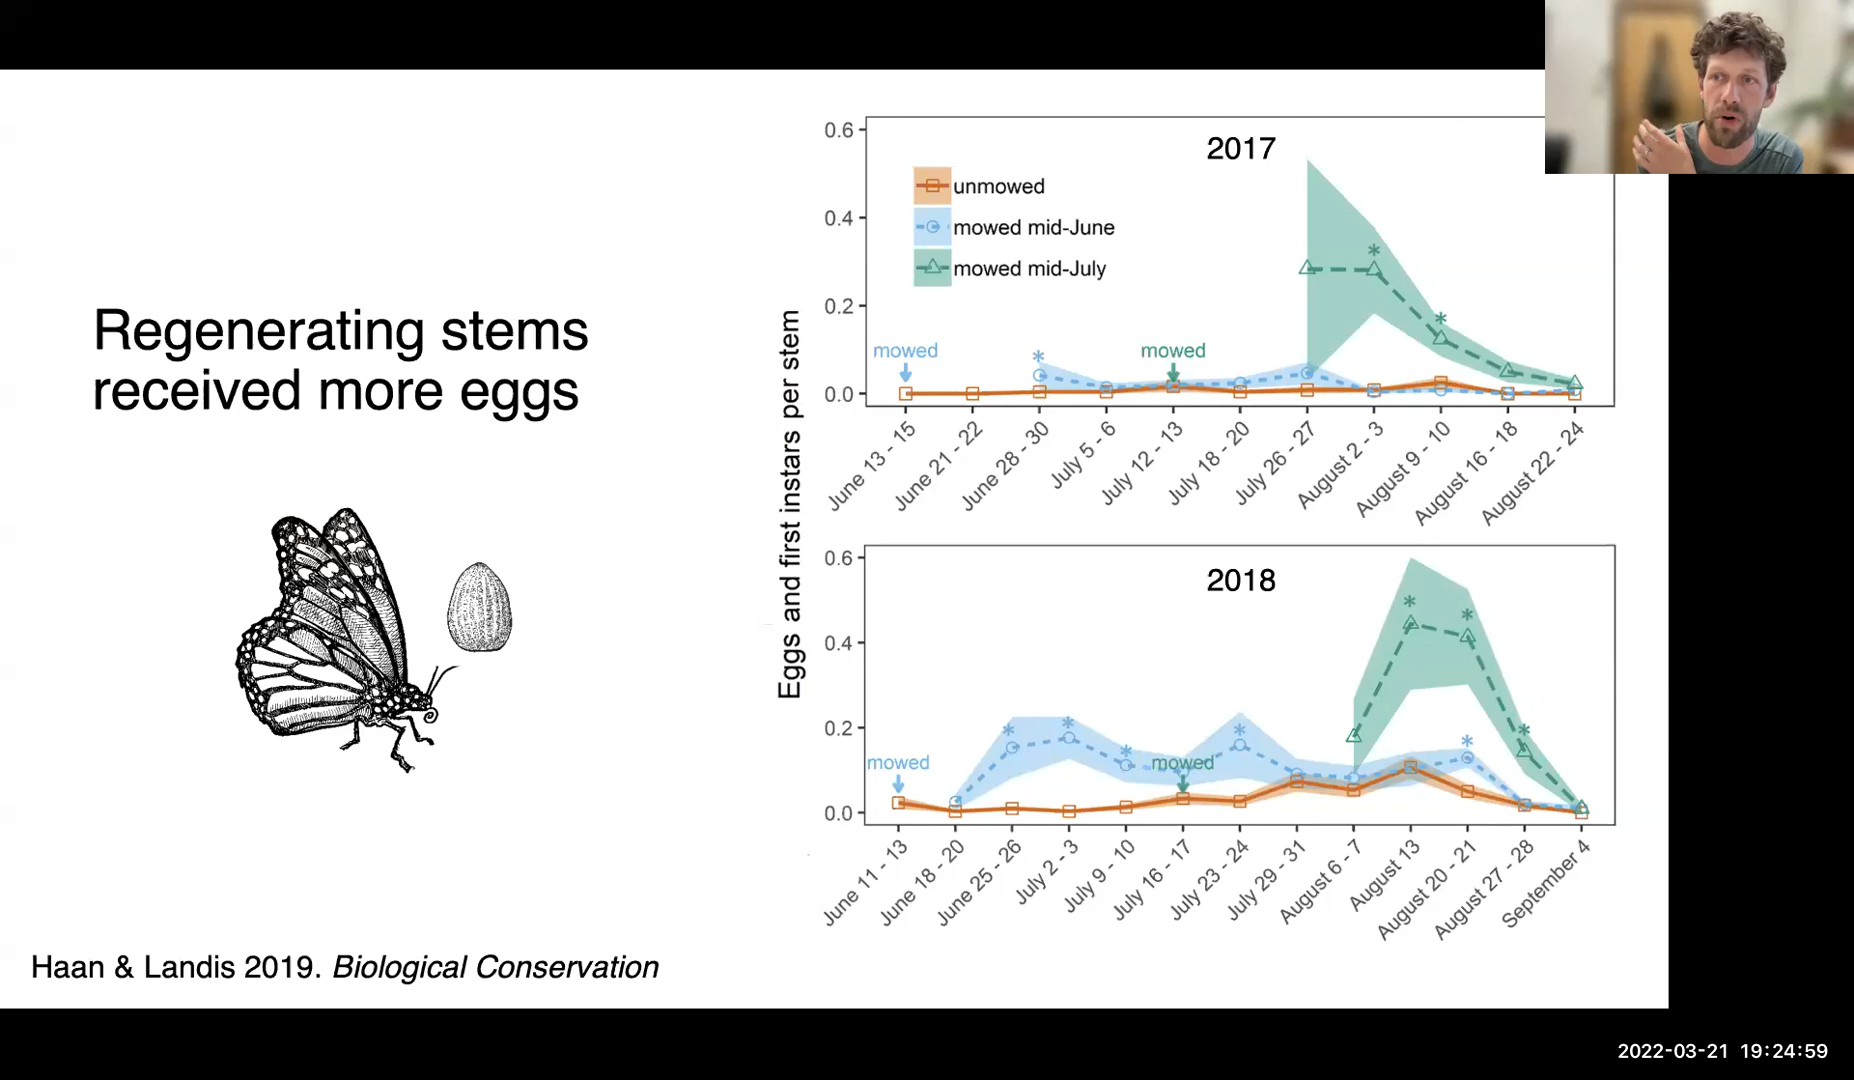 Regenerating stems
received more eggs
Haan & Landis 2019. Biological Conservation
Eggs and first instars per stem
2017
0.6
0.4
0.2
0.0
unmowed
mowed mid-June
mowed mid-July
mowed
mowed
*
*
*
June 13 - 15
June 21 - 22
June 28 - 30
July 5 - 6
July 12 - 13
July 18 - 20
July 26 - 27
August 2 - 3
August 9 - 10
August 16 - 18
August 22 - 24
2018
0.6
0.4
0.2
0.0
mowed
mowed
*
*
*
*
*
*
*
*
June 11 - 13
June 18 - 20
June 25 - 26
July 2 - 3
July 9 - 10
July 16 - 17
July 23 - 24
July 29 - 31
August 6 - 7
August 13
August 20 - 21
August 27 - 28
September 4
2022-03-21 19:24:59